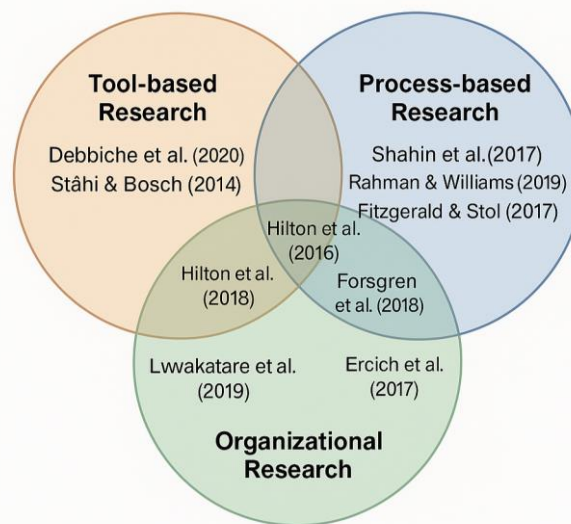 Tool-based
Research
Debbiche et al. (2020)
Stâhi & Bosch (2014)
Process-based
Research
Shahin et al.(2017)
Rahman & Williams (2019)
Fitzgerald & Stol (2017)
Hilton et al.
(2016)
Hilton et al.
(2018)
Forsgren
et al. (2018)
Lwwakatare et al.
(2019)
Ercich et al.
(2017)
Organizational
Research